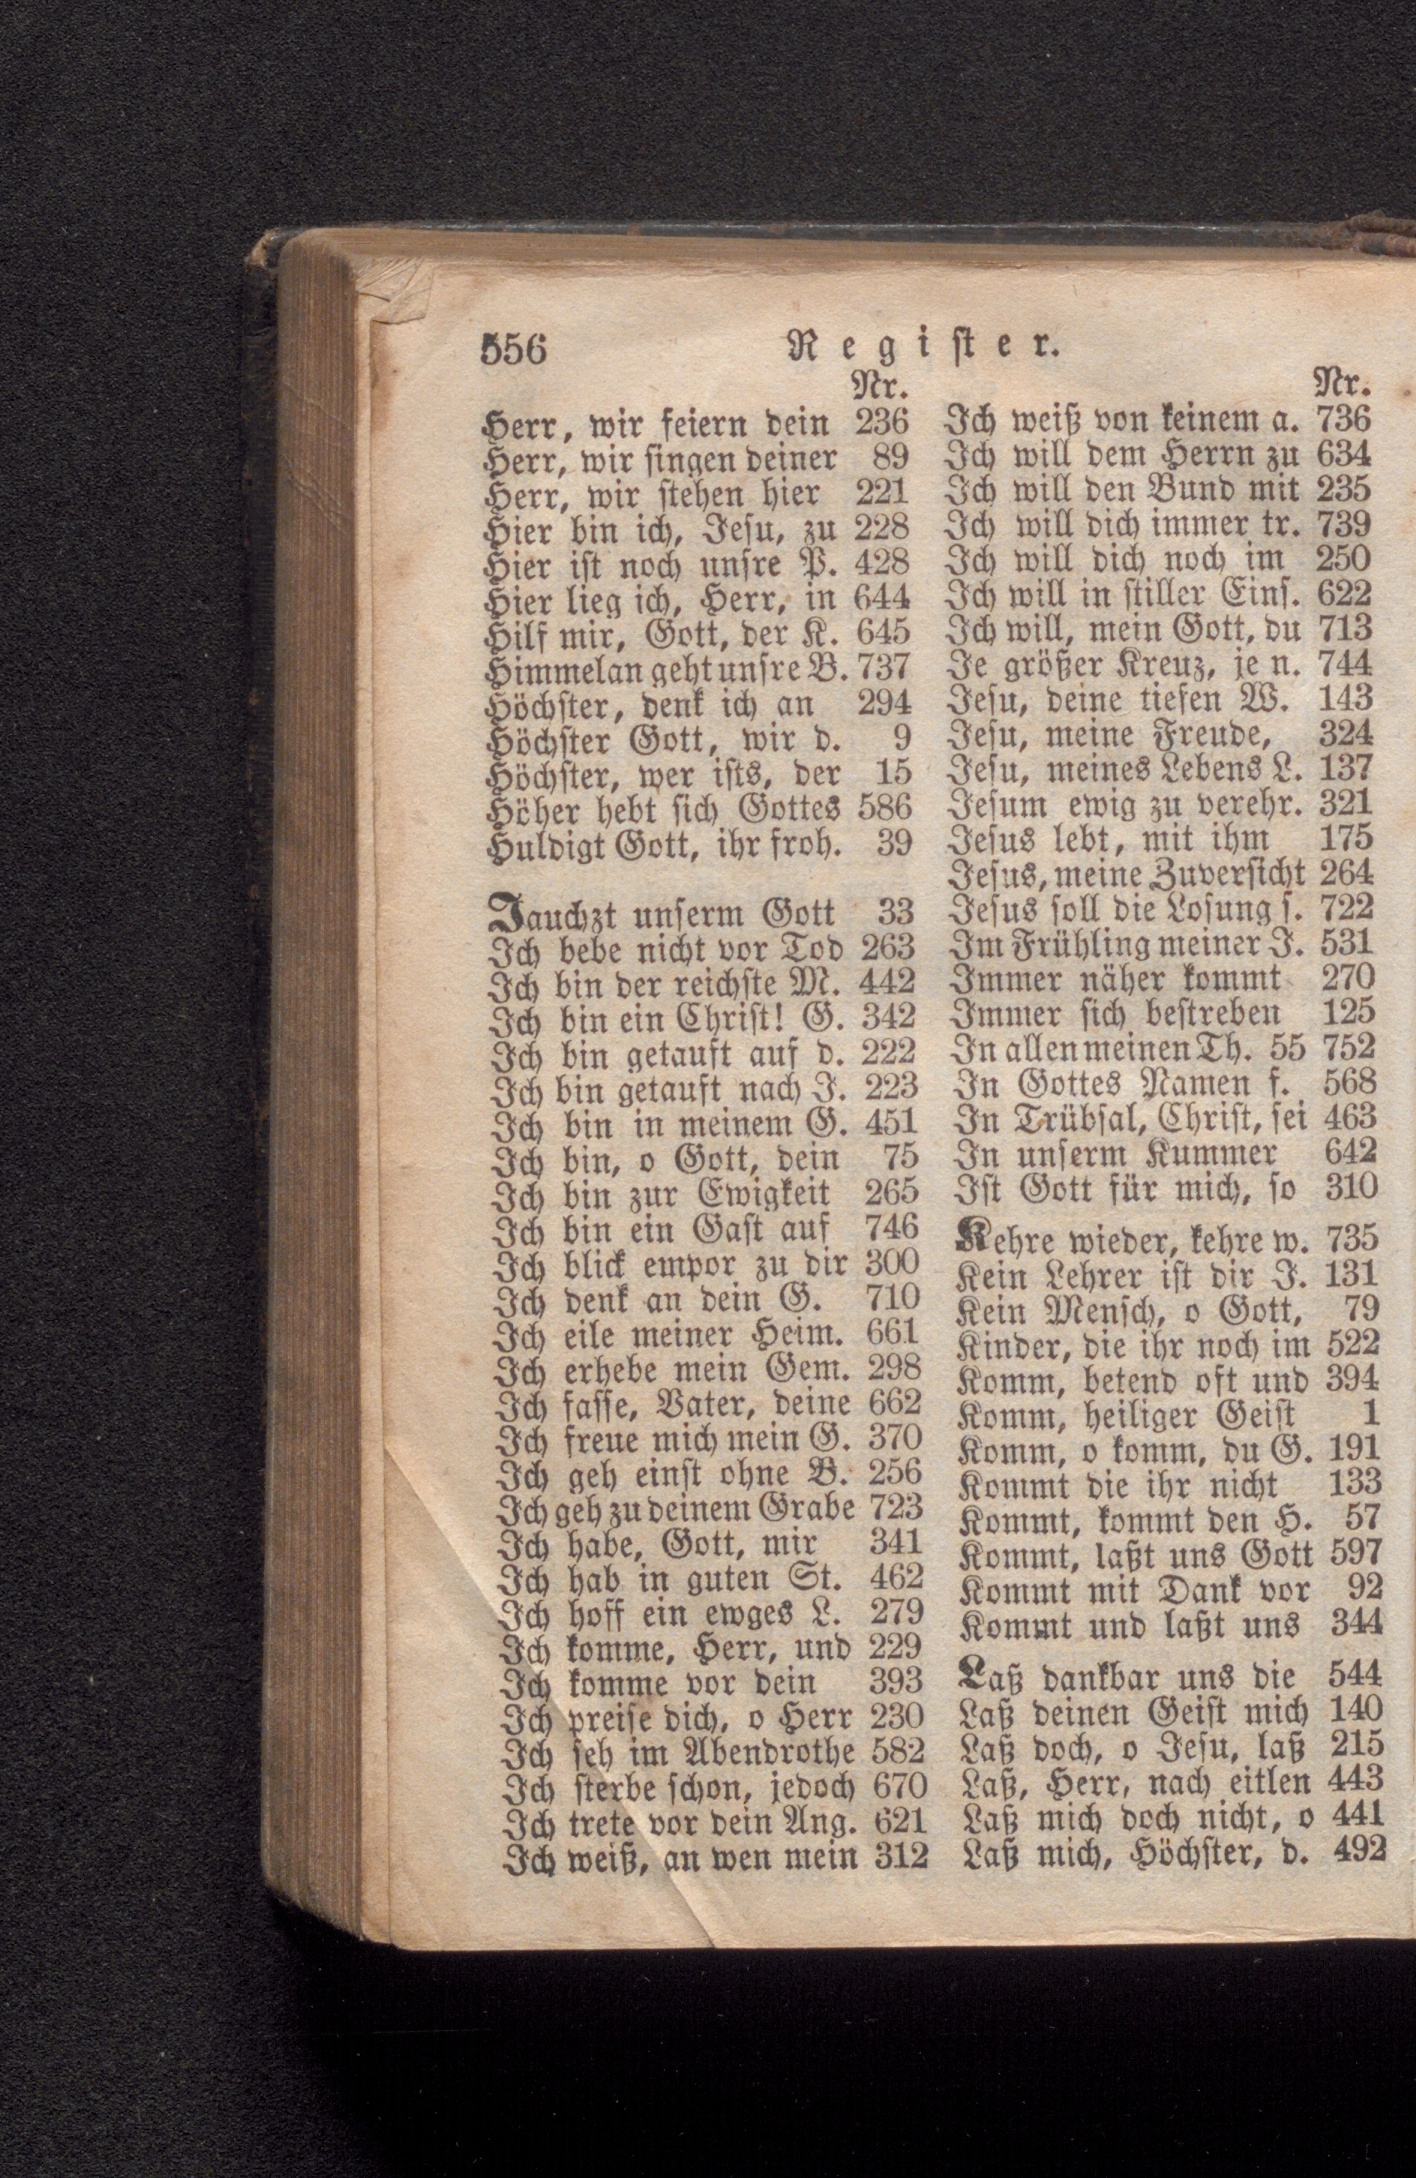 556 Register.
Nr.
Herr, wir feiern dein 236
Herr, wir singen deiner 89
Herr, wir stehen hier 221
Hier bin ich, Jesu, zu 228
Hier ist noch unsre P. 428
Hier lieg ich, Herr, in 644
Hilf mir, Gott, der K. 645
Himmelan geht unsre B. 737
Höchster, denk ich an 294
Höchster Gott, wir d. 9
Höchster, wer ists, der 15
Höher hebt sich Gottes 586
Huldigt Gott, ihr froh. 39
Jauchzt unserm Gott 33
Ich bebe nicht vor Tod 263
Ich bin der reichste M. 442
Ich bin ein Christ! G. 342
Ich bin getauft auf d. 222
Ich bin getauft nach J. 223
Ich bin in meinem G. 451
Ich bin, o Gott, dein 75
Ich bin zur Ewigkeit 265
Ich bin ein Gast auf 746
Ich blick empor zu dir 300
Ich denk an dein G. 710
Ich eile meiner Heim. 661
Ich erhebe mein Gem. 298
Ich fasse, Vater, deine 662
Ich freue mich mein G. 370
Ich geh einst ohne B. 256
Ich geh zu deinem Grabe 723
Ich habe, Gott, mir 341
Ich hab in guten St. 462
Ich hoff ein ewges L. 279
Ich komme, Herr, und 229
Ich komme vor dein 393
Ich preise dich, o Herr 230
Ich seh im Abendrothe 582
Ich sterbe schon, jedoch 670
Ich trete vor dein Ang. 621
Ich weiß, an wen mein 312
Nr.
Ich weiß von keinem a. 736
Ich will dem Herrn zu 634
Ich will den Bund mit 235
Ich will dich immer tr. 739
Ich will dich noch im 250
Ich will in stiller Eins. 622
Ich will, mein Gott, du 713
Je größer Kreuz, je n. 744
Jesu, deine tiefen W. 143
Jesu, meine Freude, 324
Jesu, meines Lebens L. 137
Jesum ewig zu verehr. 321
Jesus lebt, mit ihm 175
Jesus, meine Zuversicht 264
Jesus soll die Losung s. 722
Im Frühling meiner J. 531
Immer näher kommt 270
Immer sich bestreben 125
In allen meinen Th. 55 752
In Gottes Namen f. 568
In Trübsal, Christ, sei 463
In unserm Kummer 642
Ist Gott für mich, so 310
Kehre wieder, kehre w. 735
Kein Lehrer ist dir J. 131
Kein Mensch, o Gott, 79
Kinder, die ihr noch im 522
Komm, betend oft und 394
Komm, heiliger Geist 1
Komm, o komm, du G. 191
Kommt die ihr nicht 133
Kommt, kommt den H. 57
Kommt, laßt uns Gott 597
Kommt mit Dank vor 92
Kommt und laßt uns 344
Laß dankbar uns die 544
Laß deinen Geist mich 140
Laß doch, o Jesu, laß 215
Laß, Herr, nach eitlen 443
Laß mich doch nicht, o 441
Laß mich, Höchster, d. 492